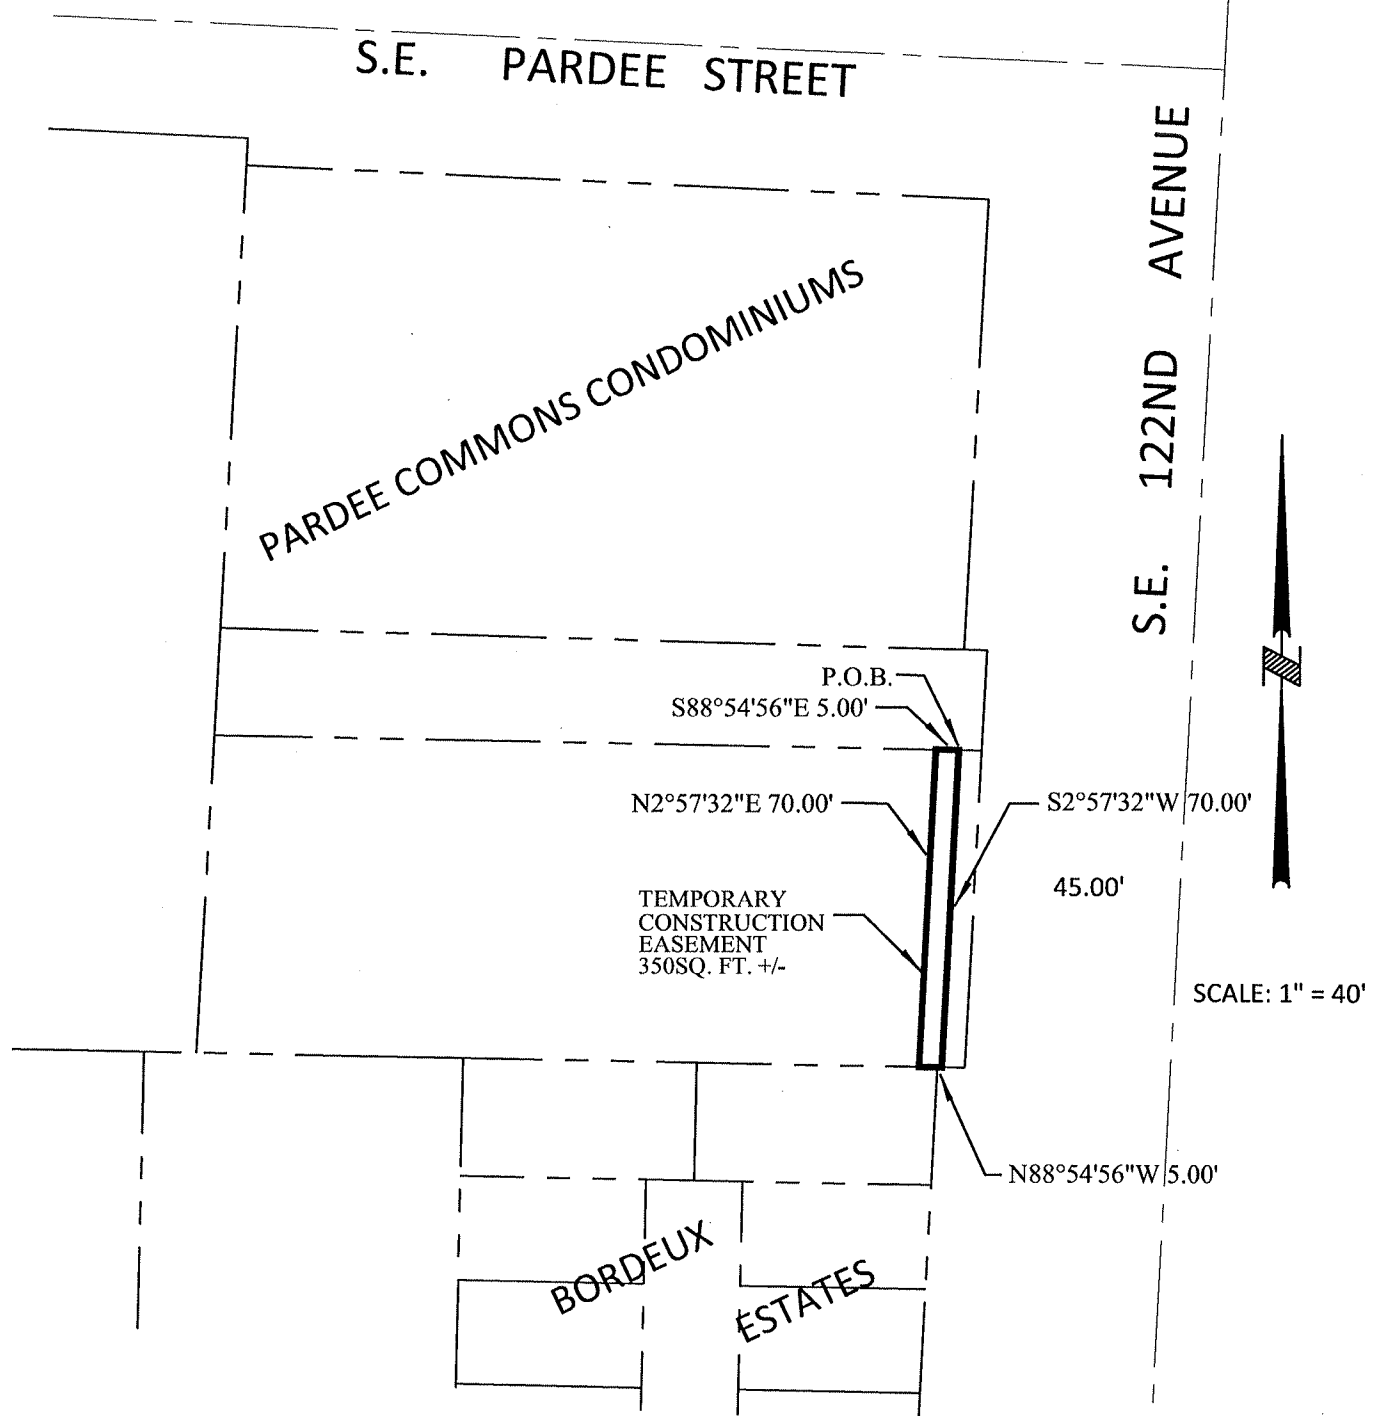 S.E. PARDEE STREET
S.E. 122ND AVENUE
PARDEE COMMONS CONDOMINIUMS
P.O.B.
S88°54'56"E 5.00'
N2°57'32"E 70.00'
S2°57'32"W 70.00'
45.00'
TEMPORARY
CONSTRUCTION
EASEMENT
350SQ. FT. +/-
SCALE: 1" = 40'
N88°54'56"W 5.00'
BORDEUX
ESTATES